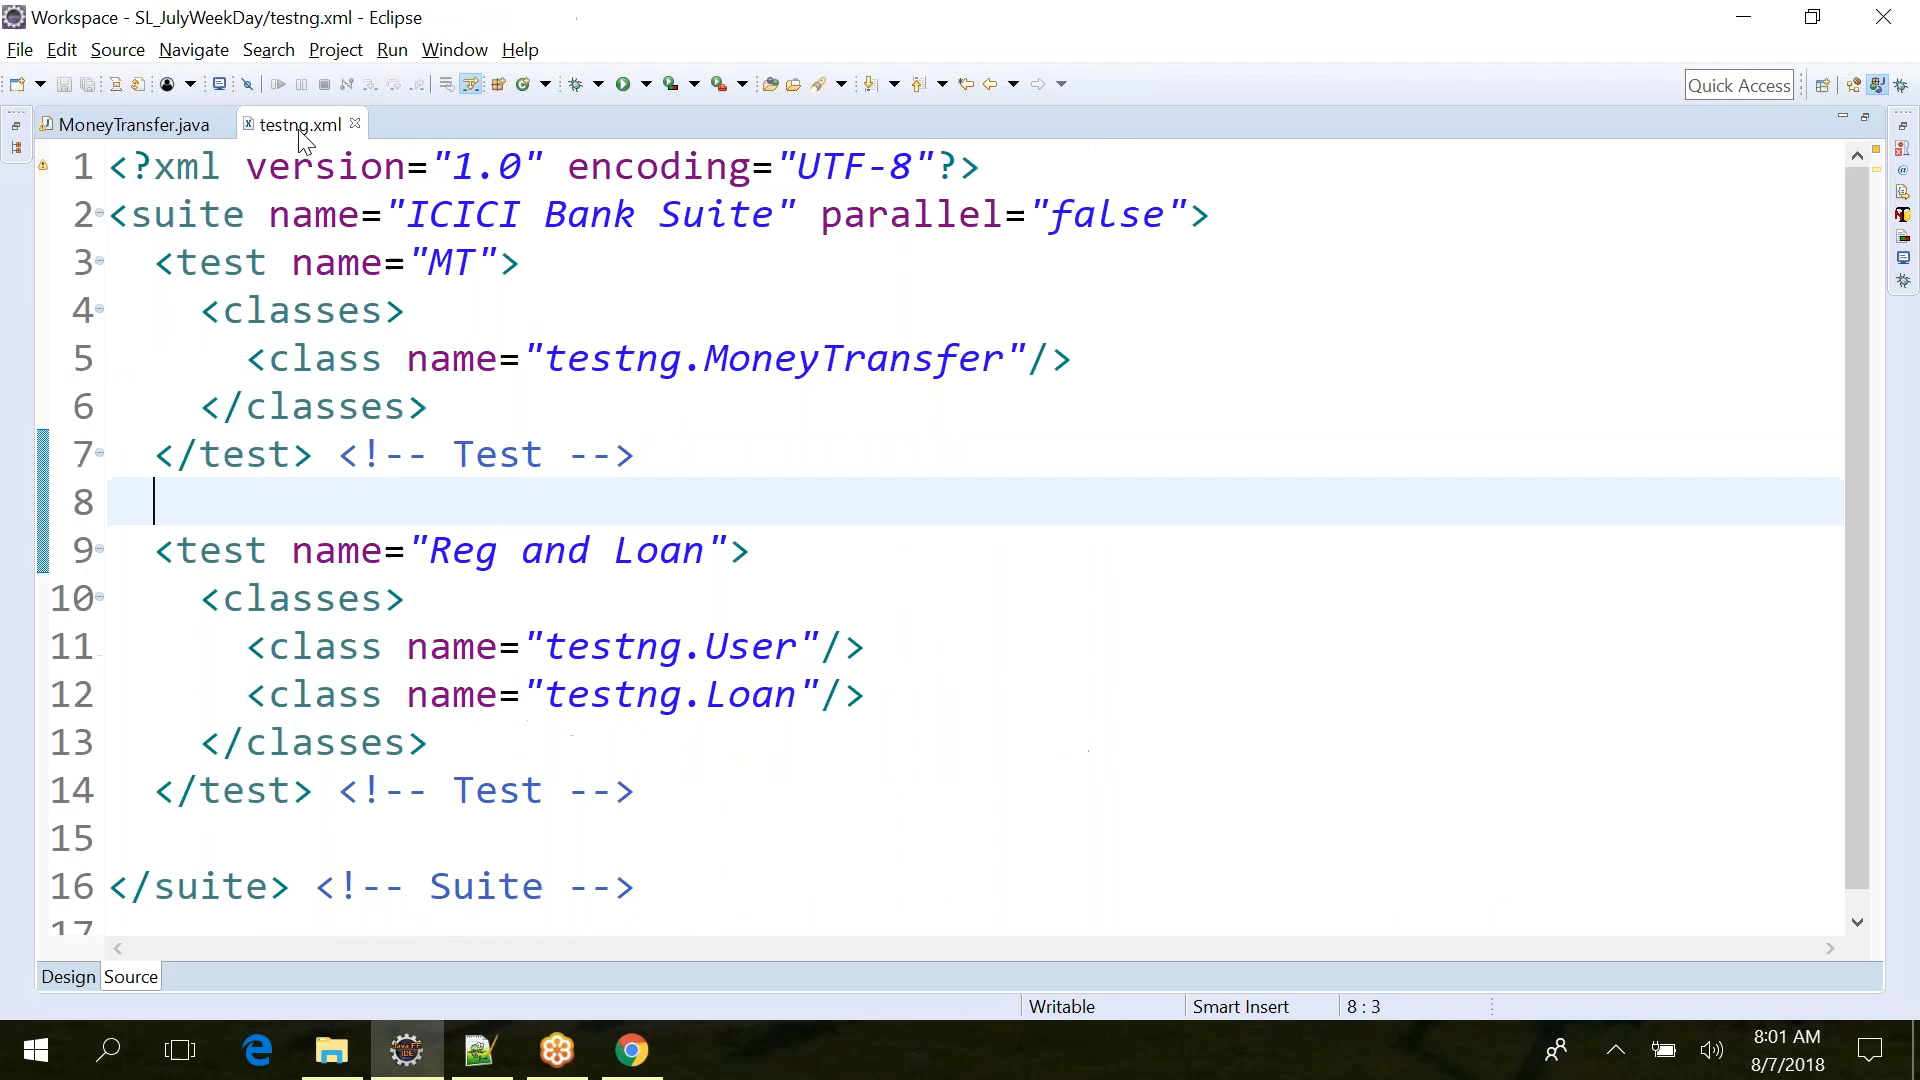 Workspace - SL_JulyWeekDay/testng.xml - Eclipse
File Edit Source Navigate Search Project Run Window Help
Quick Access
MoneyTransfer.java testng.xml
1 <?xml version="1.0" encoding="UTF-8"?>
2 <suite name="ICICI Bank Suite" parallel="false">
3 <test name="MT">
4 <classes>
5 <class name="testng.MoneyTransfer"/>
6 </classes>
7 </test> <!-- Test -->
8
9 <test name="Reg and Loan">
10 <classes>
11 <class name="testng.User"/>
12 <class name="testng.Loan"/>
13 </classes>
14 </test> <!-- Test -->
15
16 </suite> <!-- Suite -->
17
Design Source
Writable Smart Insert 8 : 3
8:01 AM
8/7/2018